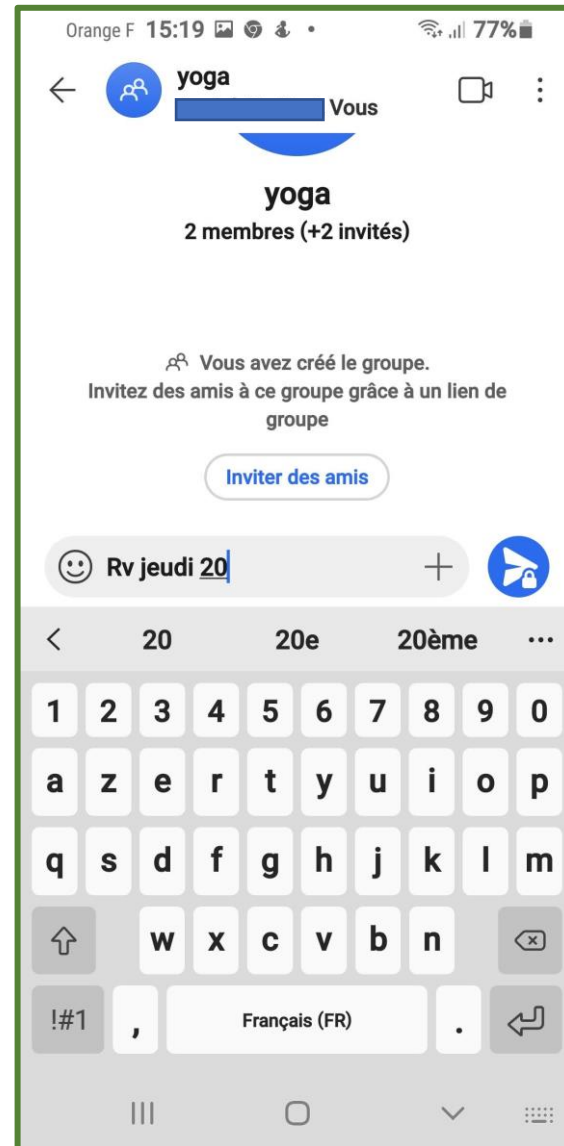 Orange F 15:19 77%
yoga
Vous
yoga
2 membres (+2 invités)
Vous avez créé le groupe.
Invitez des amis à ce groupe grâce à un lien de
groupe
Inviter des amis
Rv jeudi 20
20 20e 20ème
1 2 3 4 5 6 7 8 9 0
a z e r t y u i o p
q s d f g h j k l m
w x c v b n
!#1 , Français (FR) .